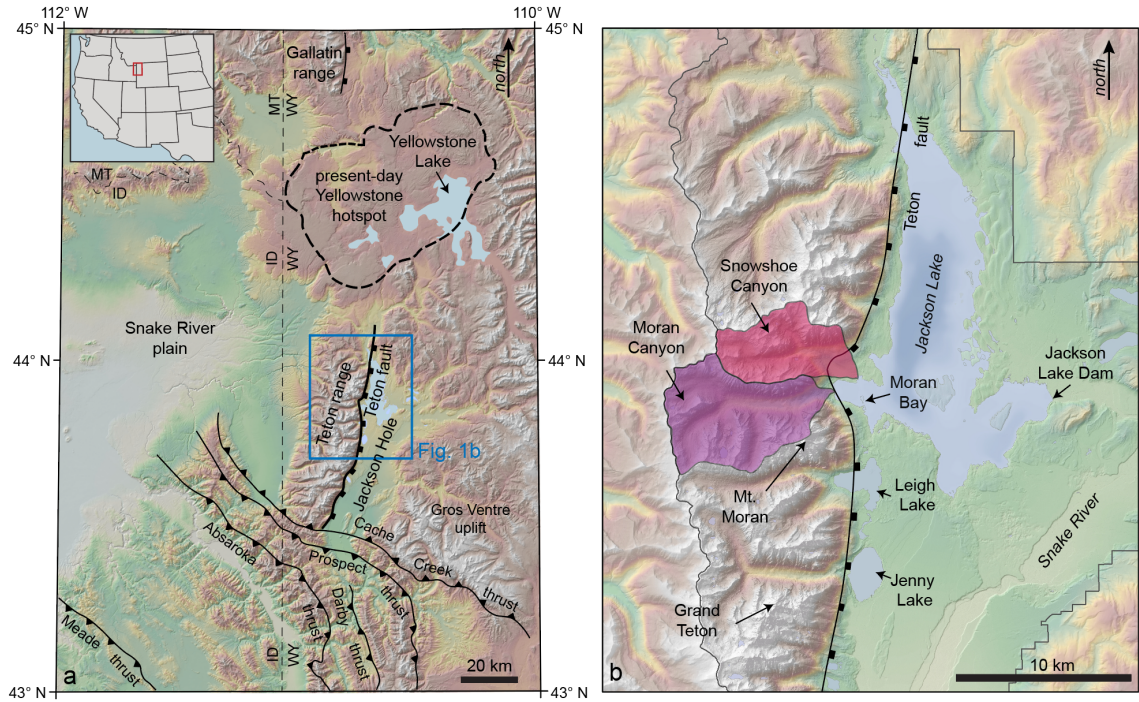 112° W
110° W
45° N
Gallatin
range
north
MT
WY
Yellowstone
Lake
present-day
Yellowstone
hotspot
MT
ID
ID
WY
Snake River
plain
44° N
Teton range
Teton fault
Jackson Hole
Fig. 1b
Gros Ventre
uplift
Cache
Creek
thrust
Absaroka
thrust
Prospect
thrust
Darby
thrust
Meade
thrust
ID
WY
20 km
a
43° N
45° N
north
Teton
fault
Jackson Lake
Snowshoe
Canyon
Moran
Canyon
44° N
Jackson
Lake Dam
Moran
Bay
Mt.
Moran
Leigh
Lake
Snake River
Jenny
Lake
Grand
Teton
10 km
b
43° N